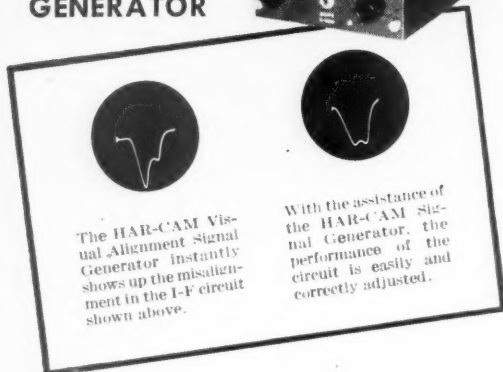 GENERATOR
The HAR-CAM Vis-
ual Alignment Signal
Generator instantly
shows up the misalign-
ment in the I-F circuit
shown above.
With the assistance of
the HAR-CAM Sig-
nal Generator, the
performance of the
circuit is easily and
correctly adjusted.